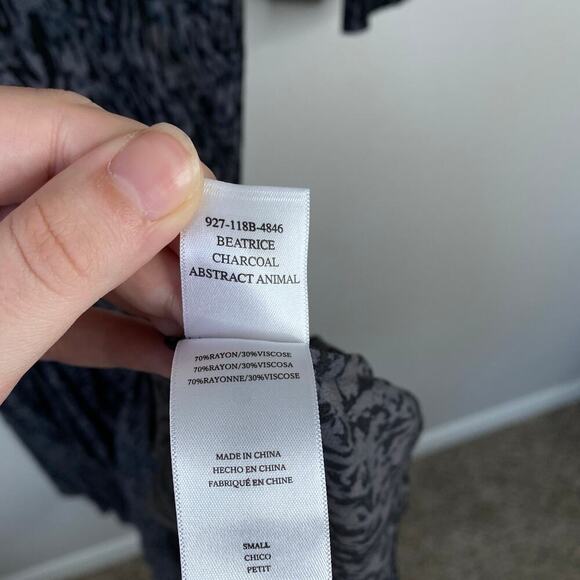 927-118B-4846
BEATRICE
CHARCOAL
ABSTRACT ANIMAL
70%RAYON/30%VISCOSE
70%RAYON/30%VISCOSA
70%RAYONNE/30%VISCOSE
MADE IN CHINA
HECHO EN CHINA
FABRIQUÉ EN CHINE
SMALL
CHICO
PETIT